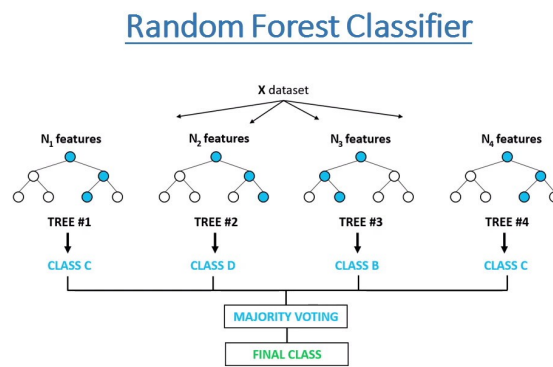 Random Forest Classifier
X dataset
N₁ features N₂ features N₃ features N₄ features
TREE #1 TREE #2 TREE #3 TREE #4
CLASS C CLASS D CLASS B CLASS C
MAJORITY VOTING
FINAL CLASS